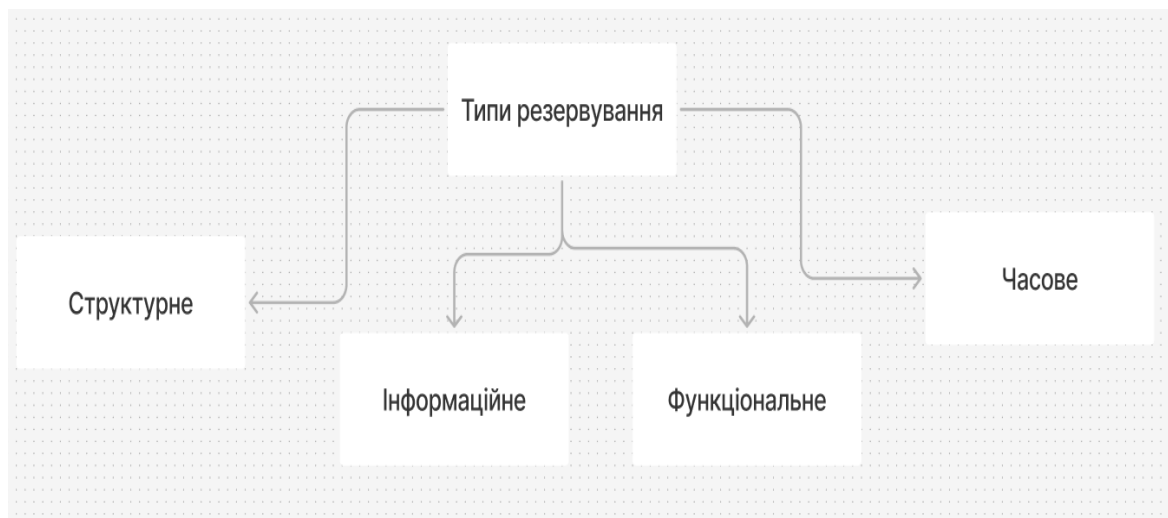 Типи резервування
Структурне
Часове
Інформаційне
Функціональне